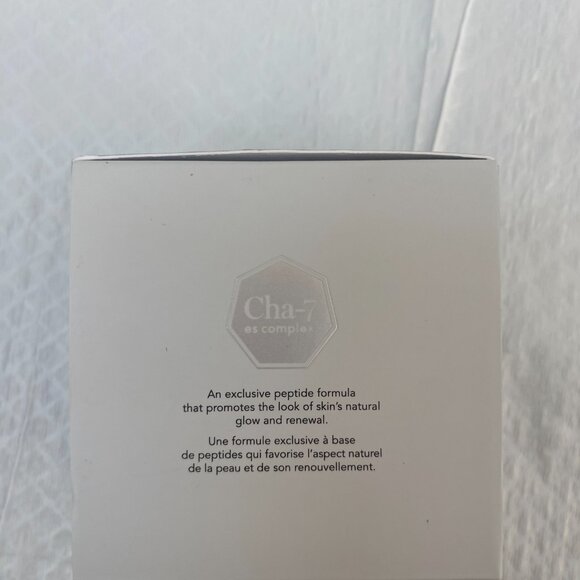 Cha-7
es complex
An exclusive peptide formula
that promotes the look of skin's natural
glow and renewal.
Une formule exclusive à base
de peptides qui favorise l'aspect naturel
de la peau et de son renouvellement.